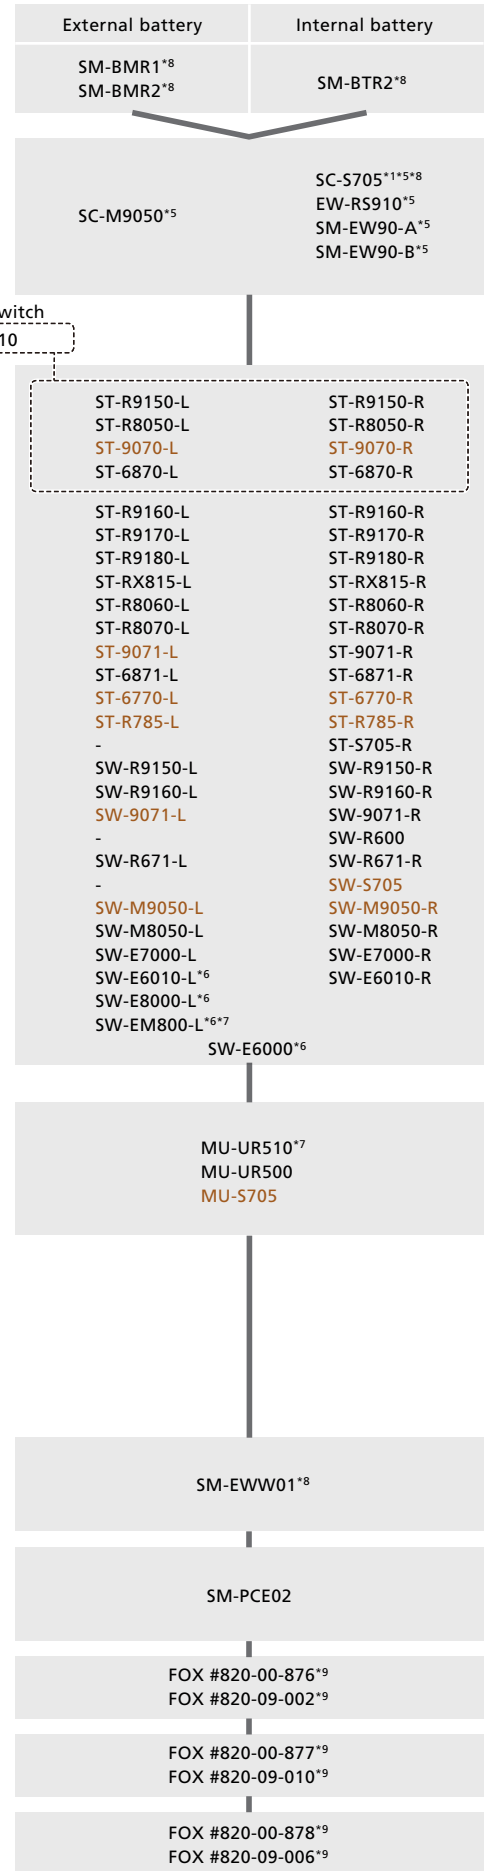 External battery Internal battery
SM-BMR1*8
SM-BMR2*8
SM-BTR2*8
SC-M9050*5
SC-S705*1*5*8
EW-RS910*5
SM-EW90-A*5
SM-EW90-B*5
witch
10
ST-R9150-L ST-R9150-R
ST-R8050-L ST-R8050-R
ST-9070-L ST-9070-R
ST-6870-L ST-6870-R
ST-R9160-L ST-R9160-R
ST-R9170-L ST-R9170-R
ST-R9180-L ST-R9180-R
ST-RX815-L ST-RX815-R
ST-R8060-L ST-R8060-R
ST-R8070-L ST-R8070-R
ST-9071-L ST-9071-R
ST-6871-L ST-6871-R
ST-6770-L ST-6770-R
ST-R785-L ST-R785-R
- ST-S705-R
SW-R9150-L SW-R9150-R
SW-R9160-L SW-R9160-R
SW-9071-L SW-9071-R
- SW-R600
SW-R671-L SW-R671-R
- SW-S705
SW-M9050-L SW-M9050-R
SW-M8050-L SW-M8050-R
SW-E7000-L SW-E7000-R
SW-E6010-L*6 SW-E6010-R
SW-E8000-L*6
SW-EM800-L*6*7
SW-E6000*6
MU-UR510*7
MU-UR500
MU-S705
SM-EWW01*8
SM-PCE02
FOX #820-00-876*9
FOX #820-09-002*9
FOX #820-00-877*9
FOX #820-09-010*9
FOX #820-00-878*9
FOX #820-09-006*9